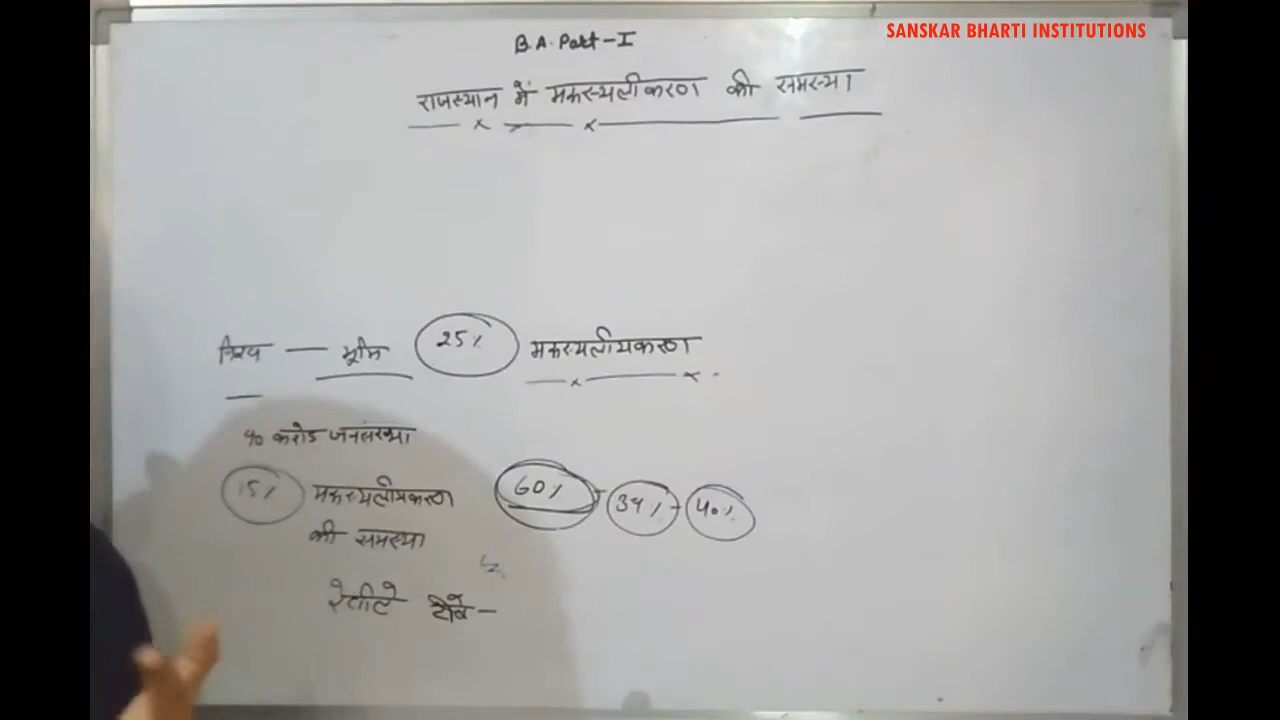 SANSKAR BHARTI INSTITUTIONS
B.A. Part-I
राजस्थान में मरुस्थलीकरण की समस्या
विश्व — भूमि 25% मरुस्थलीयकरण
40 करोड जनसंख्या
15% मरुस्थलीयकरण 60% - 34% - 40%
की समस्या
रेतीले टीबे -